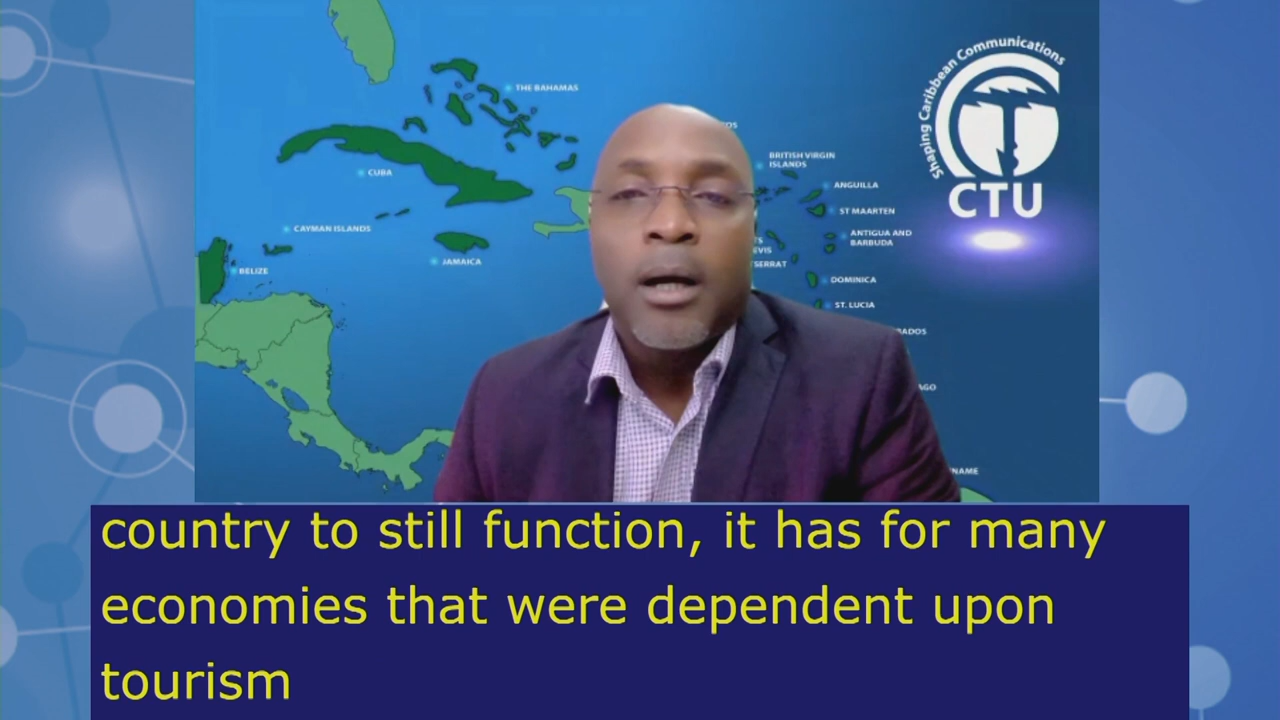 Shaping Caribbean Communications
CTU
THE BAHAMAS
CUBA
CAYMAN ISLANDS
JAMAICA
BELIZE
BRITISH VIRGIN
ISLANDS
ANGUILLA
ST MAARTEN
ANTIGUA AND
BARBUDA
DOMINICA
ST. LUCIA
country to still function, it has for many
economies that were dependent upon
tourism